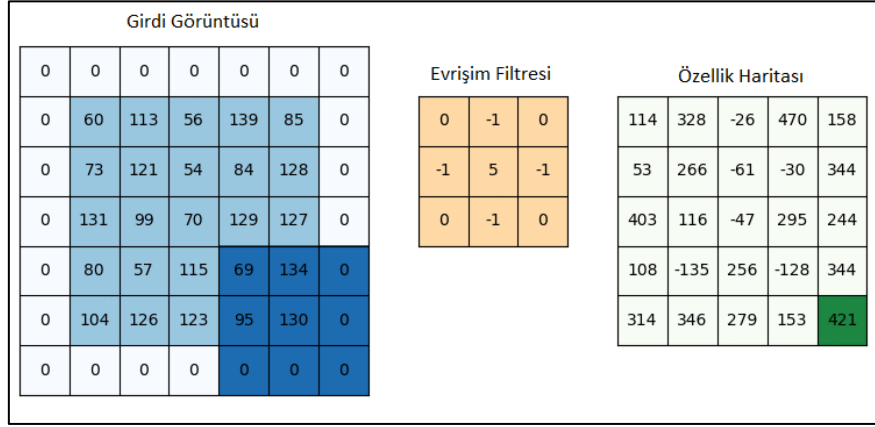 Girdi Görüntüsü
0 0 0 0 0 0 0
0 60 113 56 139 85 0
0 73 121 54 84 128 0
0 131 99 70 129 127 0
0 80 57 115 69 134 0
0 104 126 123 95 130 0
0 0 0 0 0 0 0
Evrişim Filtresi
0 -1 0
-1 5 -1
0 -1 0
Özellik Haritası
114 328 -26 470 158
53 266 -61 -30 344
403 116 -47 295 244
108 -135 256 -128 344
314 346 279 153 421